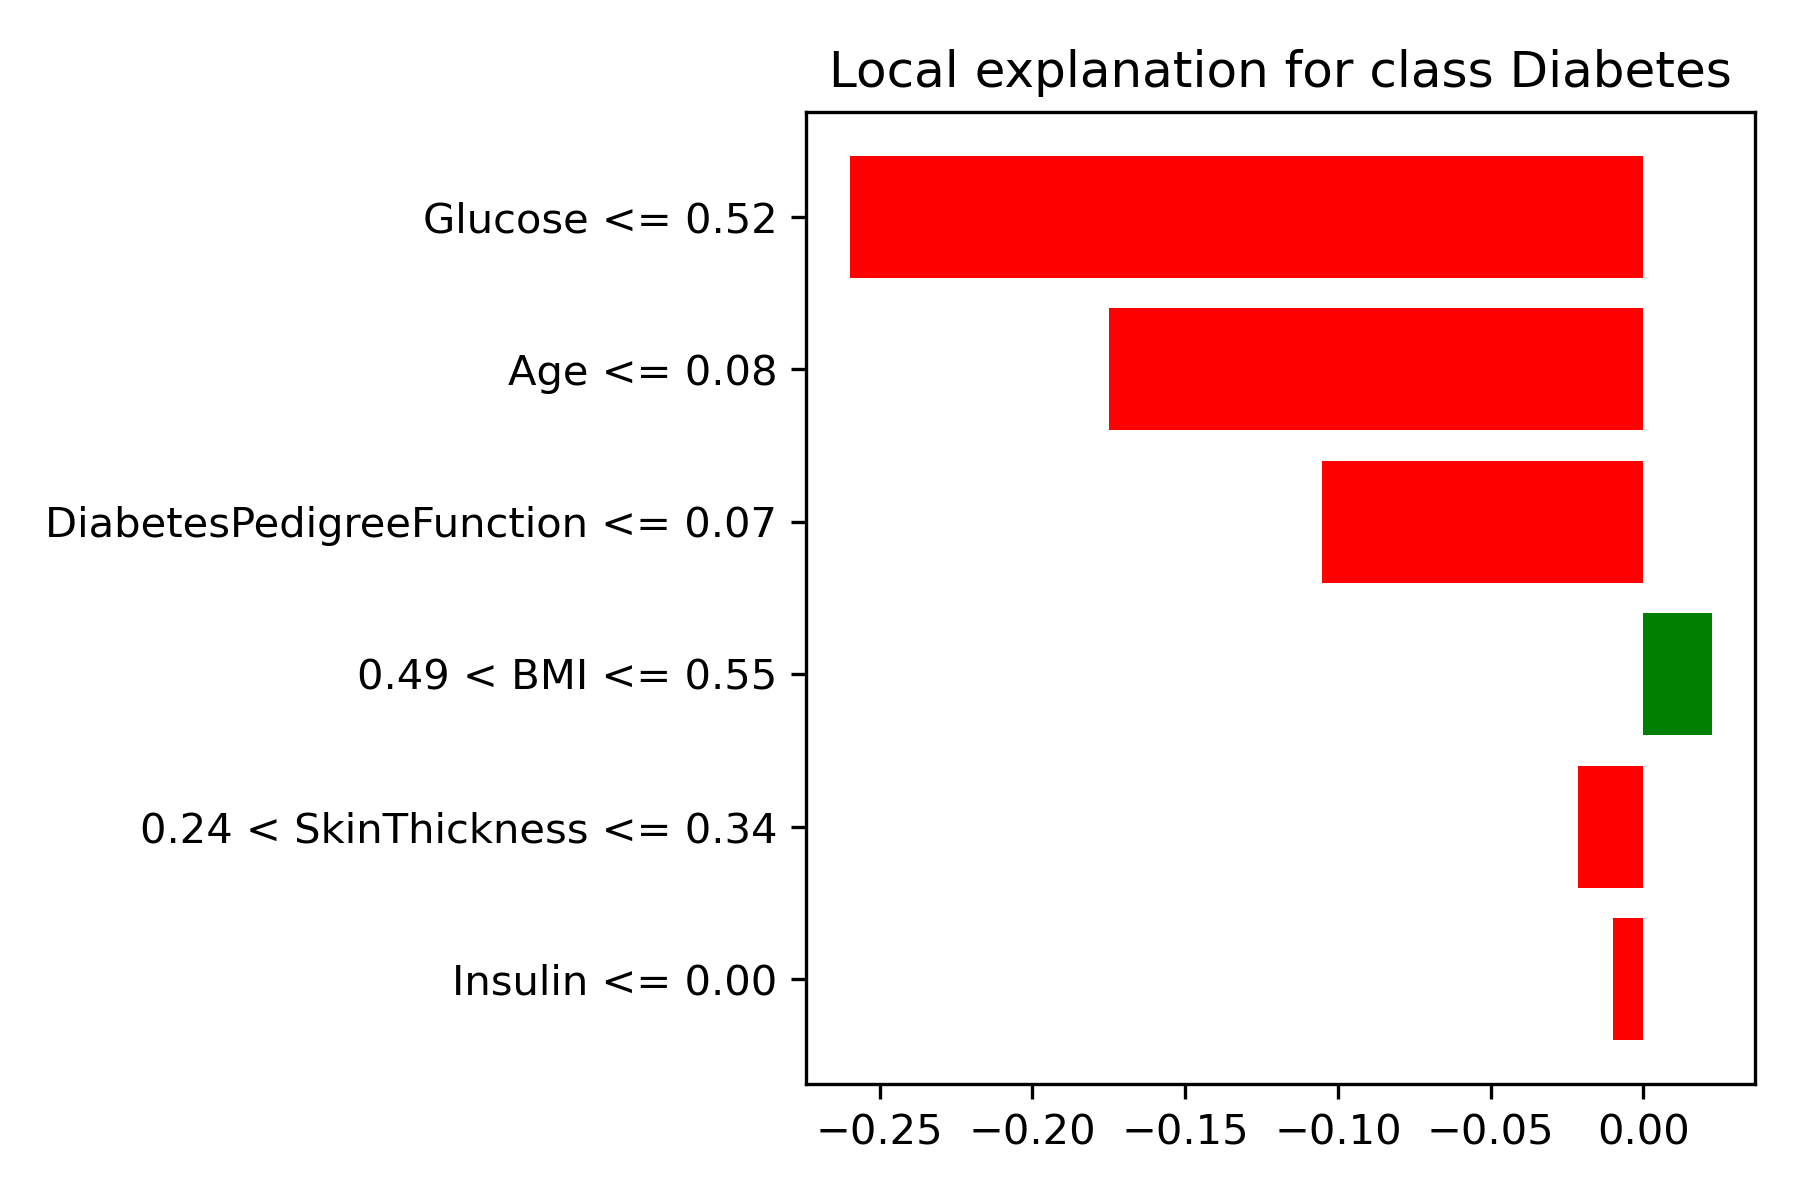 Local explanation for class Diabetes
Glucose <= 0.52
Age <= 0.08
DiabetesPedigreeFunction <= 0.07
0.49 < BMI <= 0.55
0.24 < SkinThickness <= 0.34
Insulin <= 0.00
−0.25 −0.20 −0.15 −0.10 −0.05 0.00